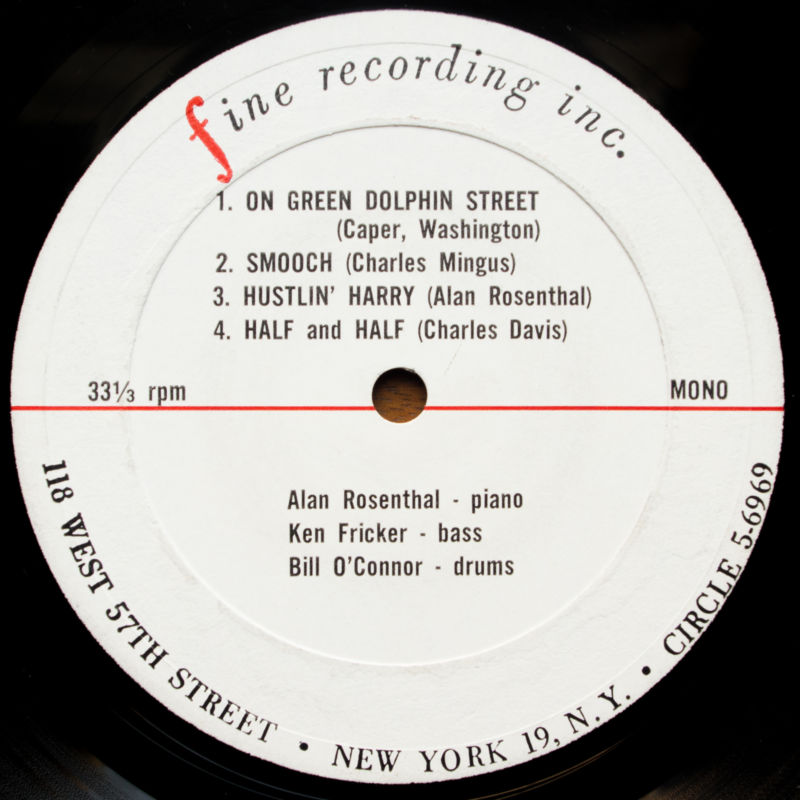 fine recording inc.
1. ON GREEN DOLPHIN STREET
(Caper, Washington)
2. SMOOCH (Charles Mingus)
3. HUSTLIN' HARRY (Alan Rosenthal)
4. HALF and HALF (Charles Davis)
33⅓ rpm
MONO
Alan Rosenthal - piano
Ken Fricker - bass
Bill O'Connor - drums
118 WEST 57TH STREET • NEW YORK 19, N. Y. • CIRCLE 5-6969